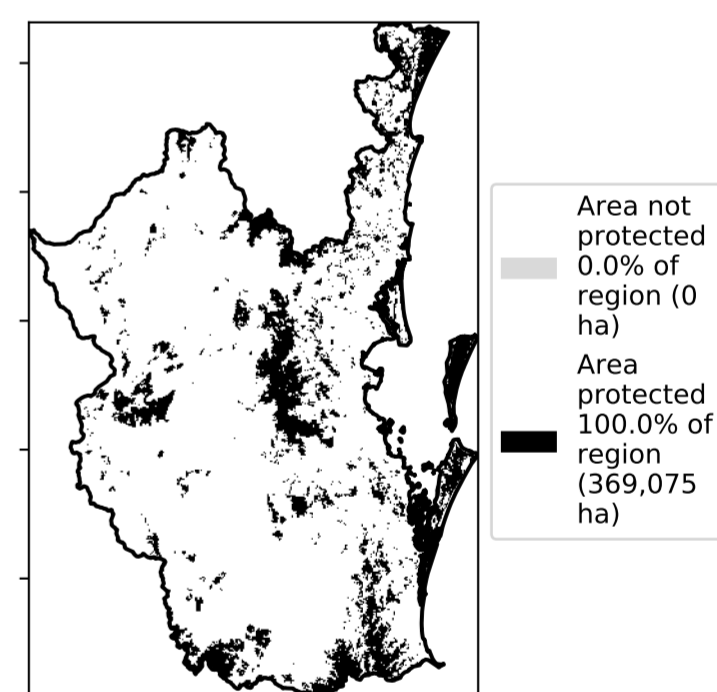 Area not
protected
0.0% of
region (0
ha)
Area
protected
100.0% of
region
(369,075
ha)